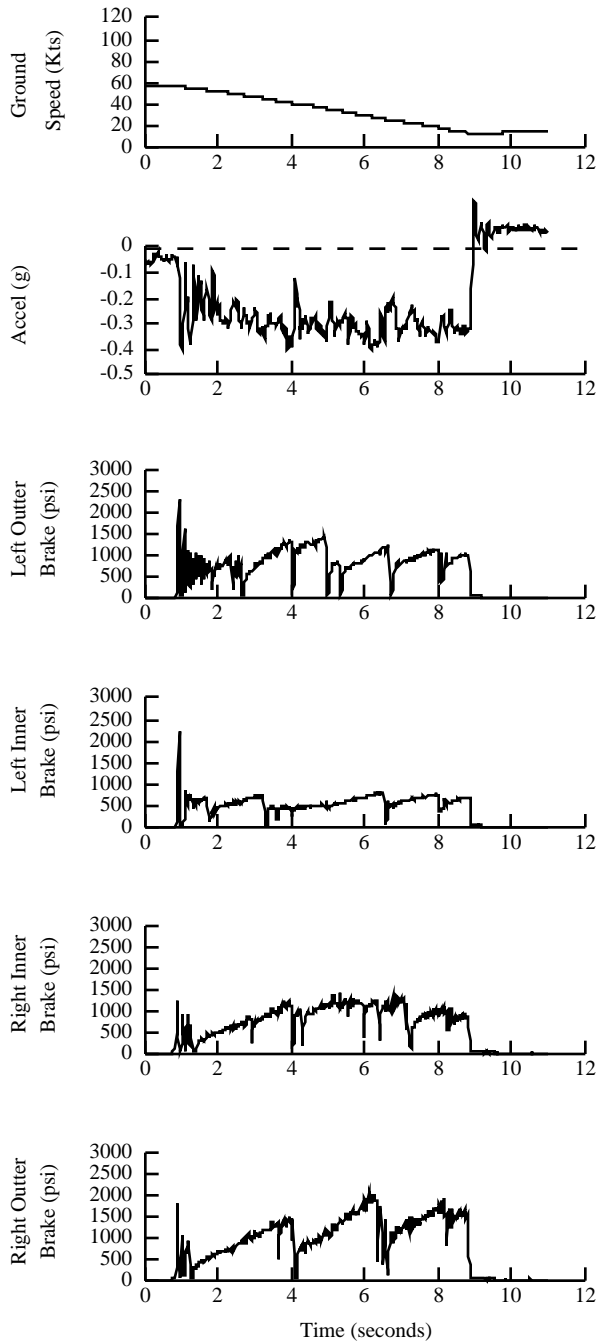 Ground
Speed (Kts)
120
100
80
60
40
20
0
0 2 4 6 8 10 12
Accel (g)
0
-0.1
-0.2
-0.3
-0.4
-0.5
0 2 4 6 8 10 12
Left Outter
Brake (psi)
3000
2500
2000
1500
1000
500
0
0 2 4 6 8 10 12
Left Inner
Brake (psi)
3000
2500
2000
1500
1000
500
0
0 2 4 6 8 10 12
Right Inner
Brake (psi)
3000
2500
2000
1500
1000
500
0
0 2 4 6 8 10 12
Right Outter
Brake (psi)
3000
2500
2000
1500
1000
500
0
0 2 4 6 8 10 12
Time (seconds)